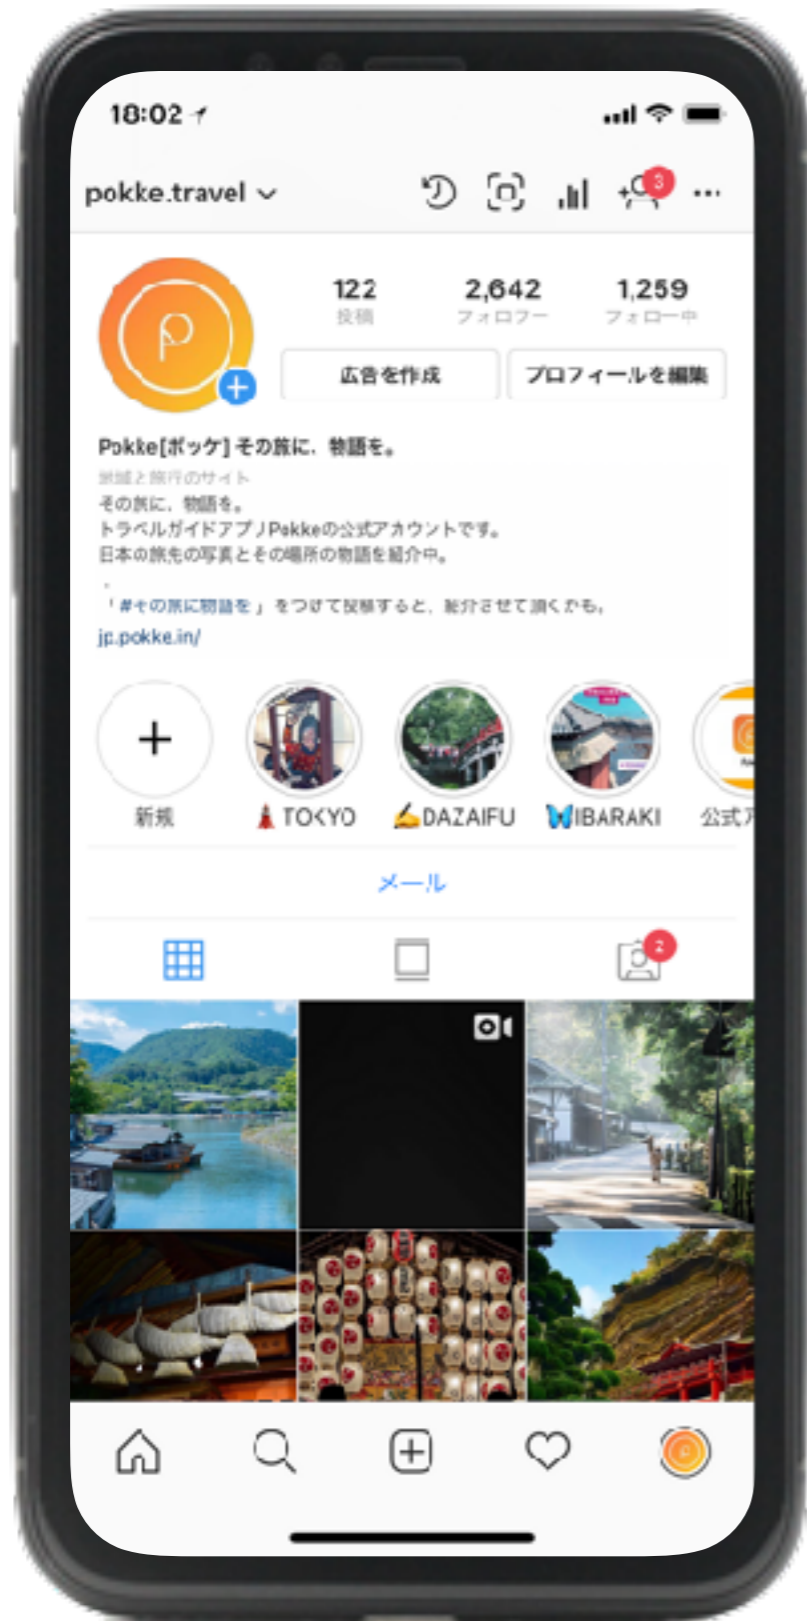 18:02
pokke.travel
3
122 2,642 1,259
投稿 フォロワー フォロー中
広告を作成 プロフィールを編集
Pokke[ポッケ] その旅に、物語を。
地域と旅行のサイト
その旅に、物語を。
トラベルガイドアプリPokkeの公式アカウントです。
日本の旅先の写真とその場所の物語を紹介中。
.
「 #その旅に物語を 」をつけて投稿すると、紹介させて頂くかも。
jp.pokke.in/
新規 TOKYO DAZAIFU IBARAKI 公式ア
メール
2